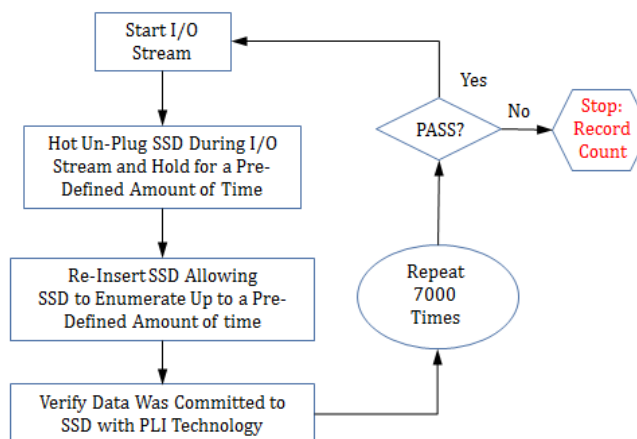 Start I/O
Stream
Hot Un-Plug SSD During I/O
Stream and Hold for a Pre-
Defined Amount of Time
Re-Insert SSD Allowing
SSD to Enumerate Up to a Pre-
Defined Amount of time
Verify Data Was Committed to
SSD with PLI Technology
Repeat
7000
Times
PASS?
Yes
No
Stop:
Record
Count